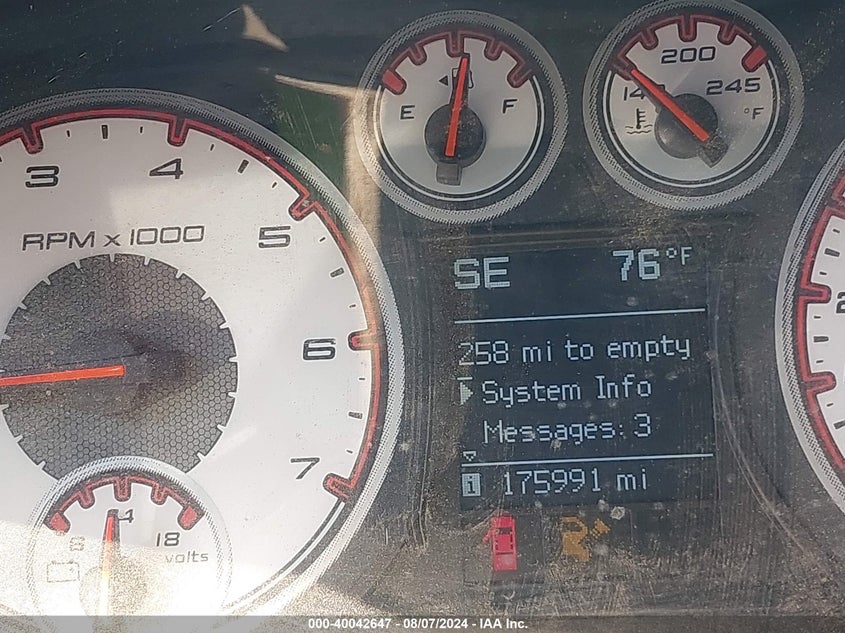 200
140
245
°F
E
F
3
4
5
6
7
RPM x 1000
SE 76°F
258 mi to empty
System Info
Messages: 3
175991 mi
18
volts
000-40042647 - 08/07/2024 - IAA Inc.